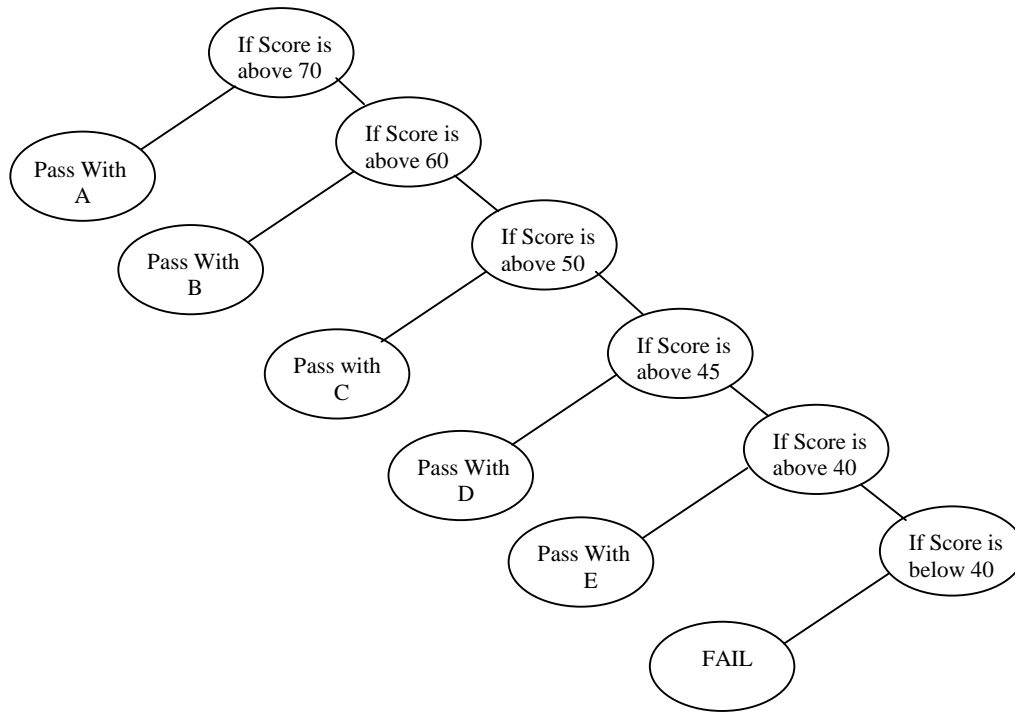 If Score is
above 70
If Score is
above 60
Pass With
A
If Score is
above 50
Pass With
B
If Score is
above 45
Pass with
C
If Score is
above 40
Pass With
D
If Score is
below 40
Pass With
E
FAIL